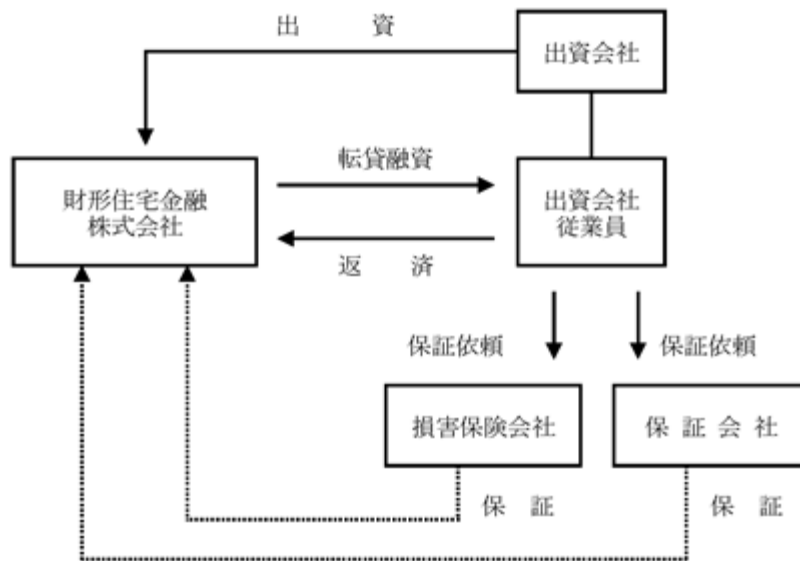 出 資
出資会社
転貸融資
財形住宅金融
株式会社
出資会社
従業員
返 済
保証依頼
保証依頼
損害保険会社
保 証 会 社
保 証
保 証